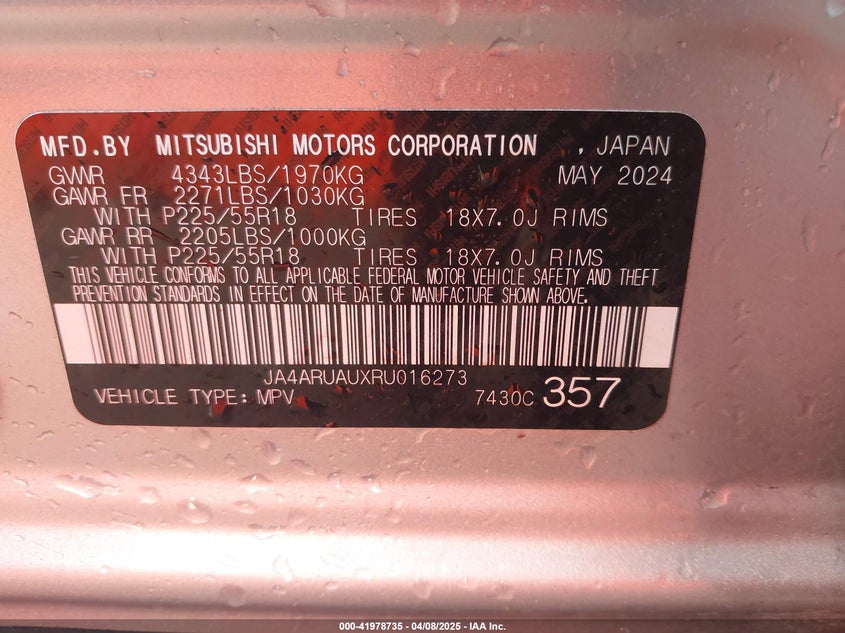 MFD.BY MITSUBISHI MOTORS CORPORATION , JAPAN
GVWR 4343LBS/1970KG MAY 2024
GAWR FR 2271LBS/1030KG
WITH P225/55R18 TIRES 18X7.0J RIMS
GAWR RR 2205LBS/1000KG
WITH P225/55R18 TIRES 18X7.0J RIMS
THIS VEHICLE CONFORMS TO ALL APPLICABLE FEDERAL MOTOR VEHICLE SAFETY AND THEFT
PREVENTION STANDARDS IN EFFECT ON THE DATE OF MANUFACTURE SHOWN ABOVE.
JA4ARUAUXRU016273
VEHICLE TYPE: MPV 7430C 357
000-41978735 - 04/08/2025 - IAA Inc.